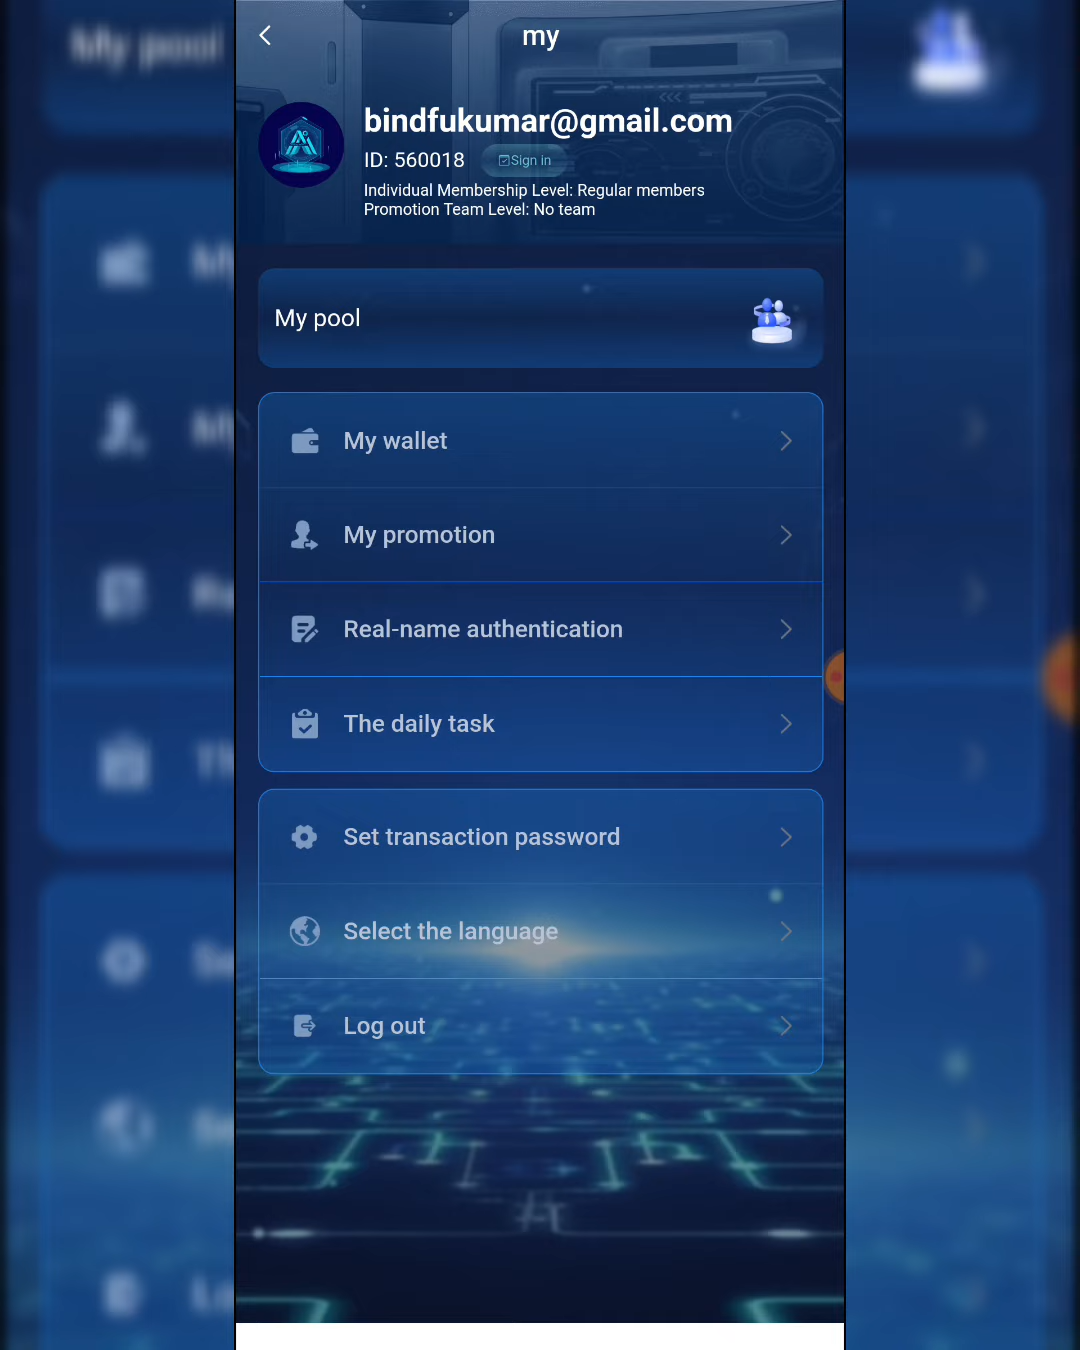 my
bindfukumar@gmail.com
ID: 560018
Sign in
Individual Membership Level: Regular members
Promotion Team Level: No team
My pool
My wallet
My promotion
Real-name authentication
The daily task
Set transaction password
Select the language
Log out
My pool